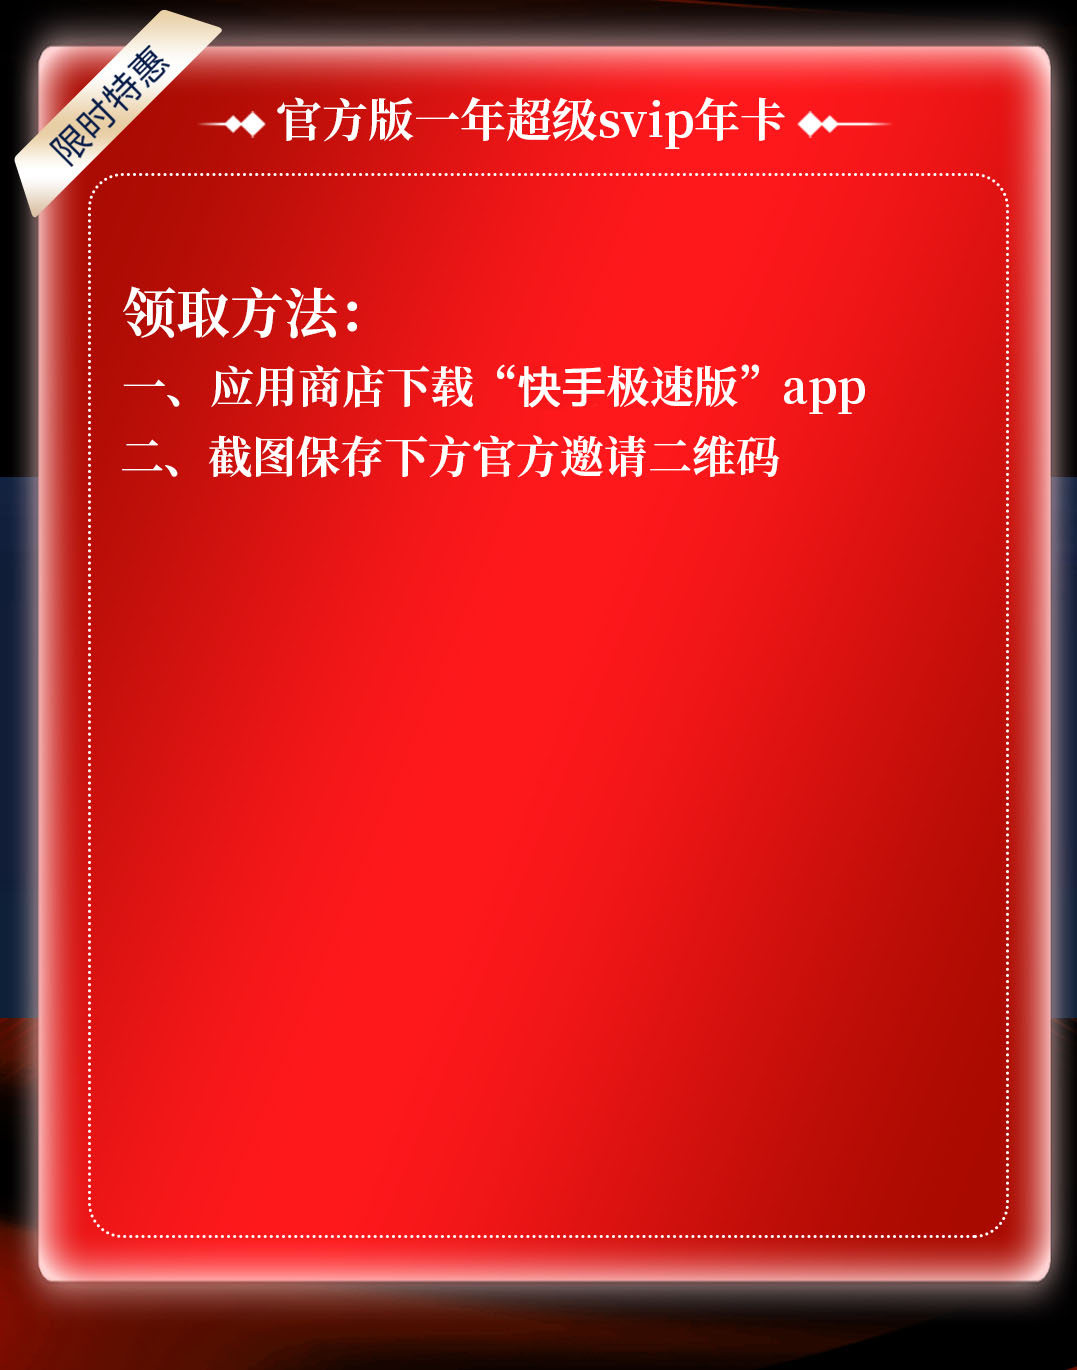 限时特惠
官方版一年超级svip年卡
领取方法：
一、应用商店下载“快手极速版”app
二、截图保存下方官方邀请二维码